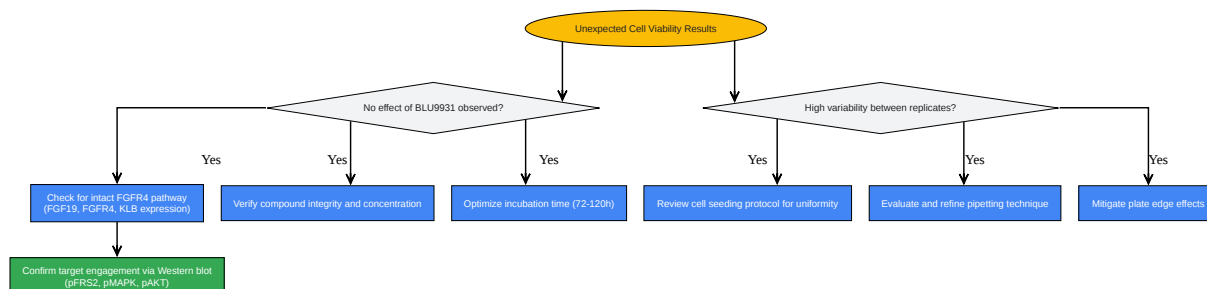 Unexpected Cell Viability Results
No effect of BLU9931 observed?
High variability between replicates?
Yes
Yes
Yes
Yes
Yes
Yes
Check for intact FGFR4 pathway
(FGF19, FGFR4, KLB expression)
Verify compound integrity and concentration
Optimize incubation time (72-120h)
Review cell seeding protocol for uniformity
Evaluate and refine pipetting technique
Mitigate plate edge effects
Confirm target engagement via Western blot
(pFRS2, pMAPK, pAKT)